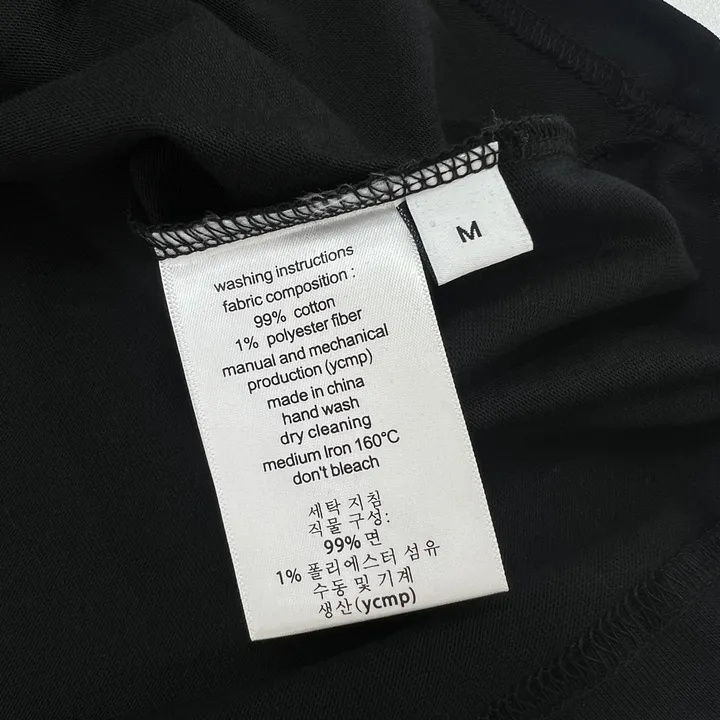 M
washing instructions
fabric composition :
99% cotton
1% polyester fiber
manual and mechanical
production (ycmp)
made in china
hand wash
dry cleaning
medium Iron 160°C
don't bleach
세탁 지침
직물 구성:
99% 면
1% 폴리에스터 섬유
수동 및 기계
생산(ycmp)